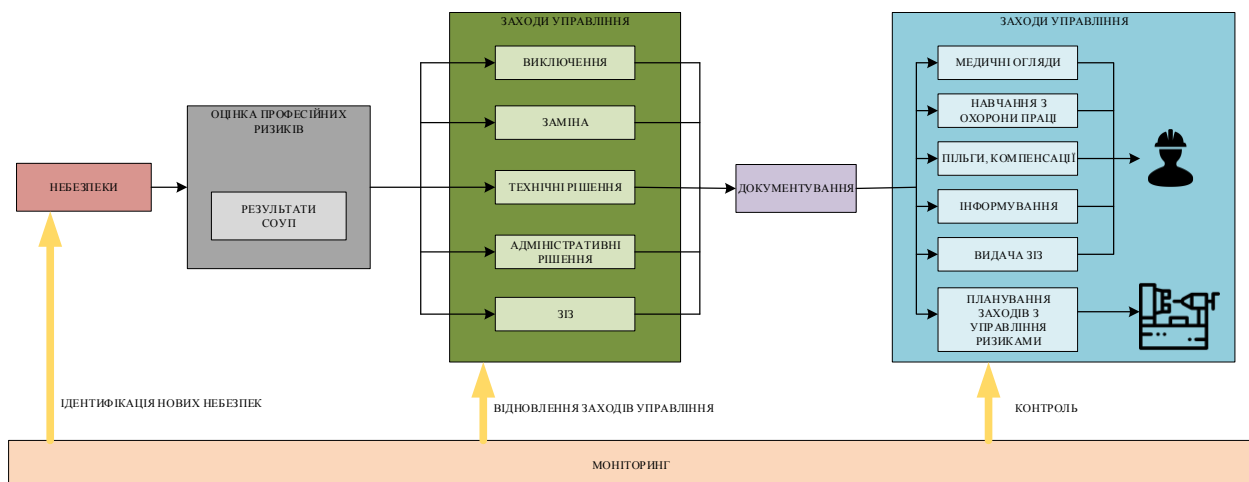 НЕБЕЗПЕКИ
ОЦІНКА ПРОФЕСІЙНИХ
РИЗИКІВ
РЕЗУЛЬТАТИ
СОУП
ЗАХОДИ УПРАВЛІННЯ
ВИКЛЮЧЕННЯ
ЗАМІНА
ТЕХНІЧНІ РІШЕННЯ
АДМІНІСТРАТИВНІ
РІШЕННЯ
ЗІЗ
ДОКУМЕНТУВАННЯ
ЗАХОДИ УПРАВЛІННЯ
МЕДИЧНІ ОГЛЯДИ
НАВЧАННЯ З
ОХОРОНИ ПРАЦІ
ПІЛЬГИ, КОМПЕНСАЦІЇ
ІНФОРМУВАННЯ
ВИДАЧА ЗІЗ
ПЛАНУВАННЯ
ЗАХОДІВ З
УПРАВЛІННЯ
РИЗИКАМИ
ІДЕНТИФІКАЦІЯ НОВИХ НЕБЕЗПЕК
ВІДНОВЛЕННЯ ЗАХОДІВ УПРАВЛІННЯ
КОНТРОЛЬ
МОНІТОРИНГ